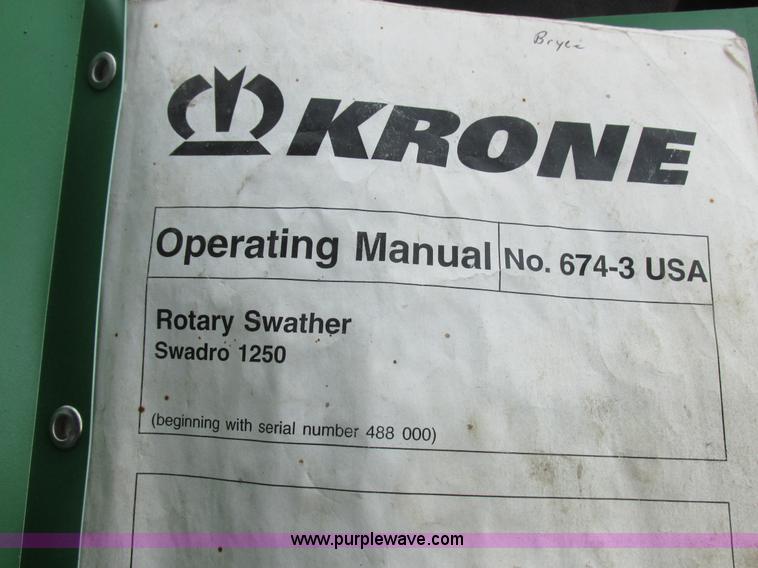 Bryce
KRONE
Operating Manual No. 674-3 USA
Rotary Swather
Swadro 1250
(beginning with serial number 488 000)
www.purplewave.com